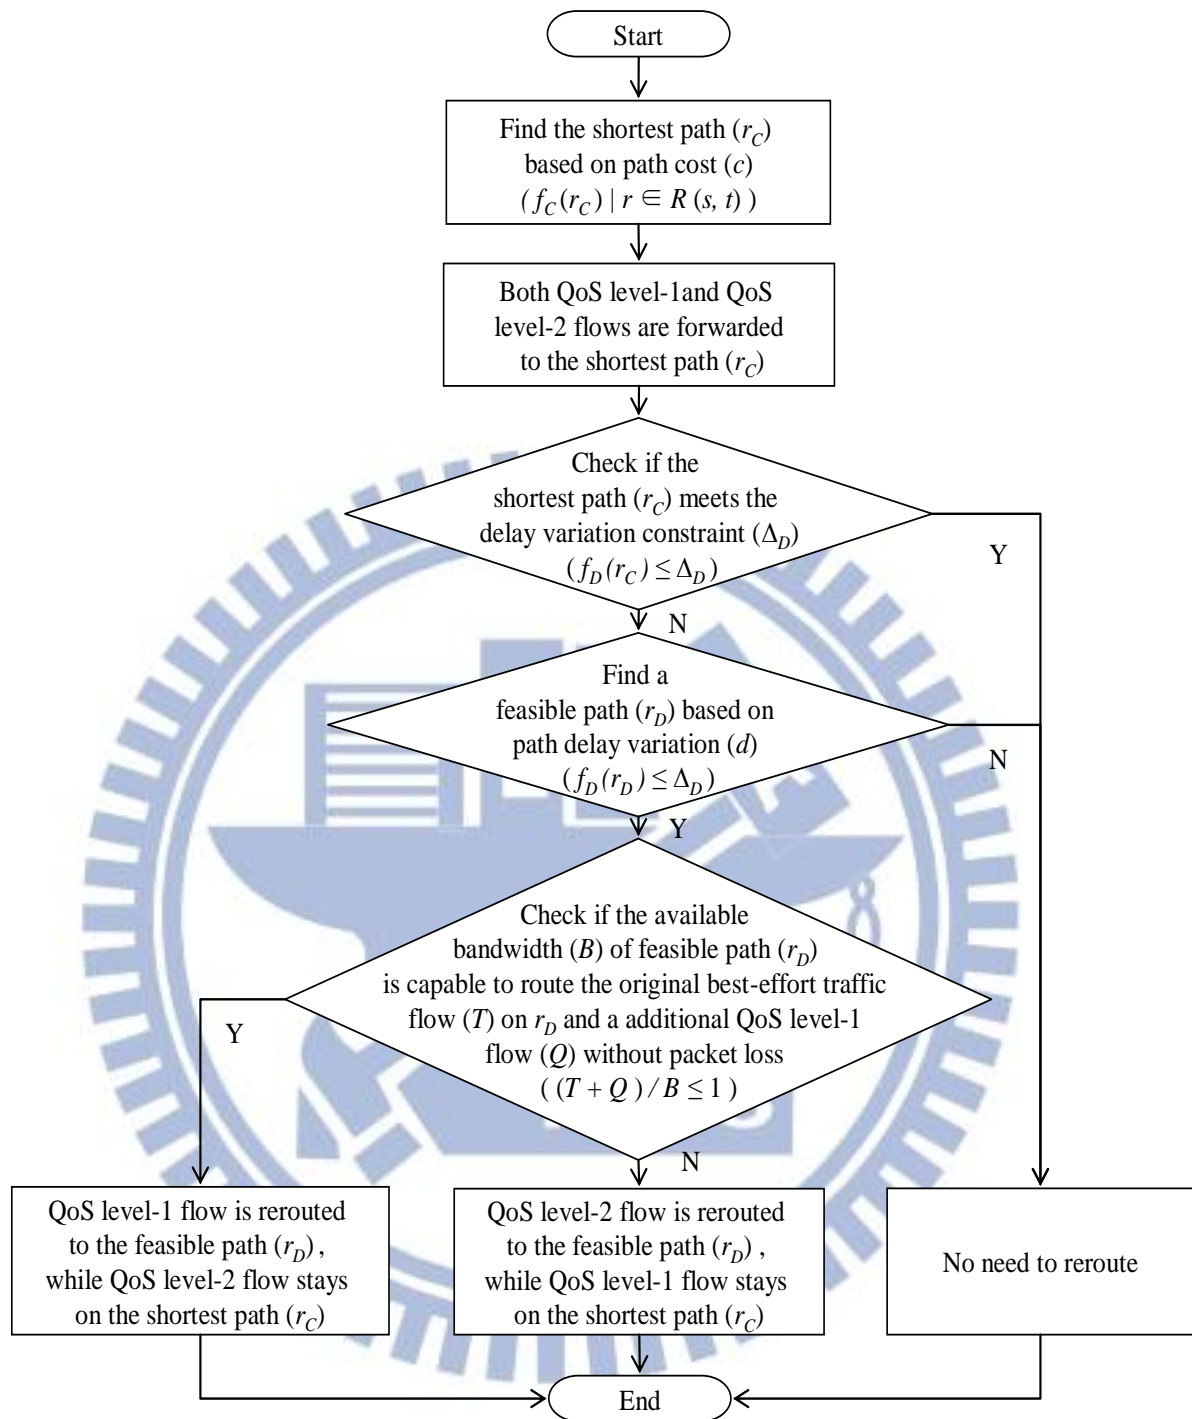 Start
Find the shortest path (r_C)
based on path cost (c)
( f_C (r_C) | r ∈ R (s, t) )
Both QoS level-1and QoS
level-2 flows are forwarded
to the shortest path (r_C)
Check if the
shortest path (r_C) meets the
delay variation constraint (Δ_D)
( f_D (r_C ) ≤ Δ_D )
Y
N
Find a
feasible path (r_D) based on
path delay variation (d)
( f_D (r_D ) ≤ Δ_D )
N
Y
Check if the available
bandwidth (B) of feasible path (r_D)
is capable to route the original best-effort traffic
flow (T) on r_D and a additional QoS level-1
flow (Q) without packet loss
( (T + Q ) / B ≤ 1 )
Y
N
QoS level-1 flow is rerouted
to the feasible path (r_D) ,
while QoS level-2 flow stays
on the shortest path (r_C)
QoS level-2 flow is rerouted
to the feasible path (r_D) ,
while QoS level-1 flow stays
on the shortest path (r_C)
No need to reroute
End